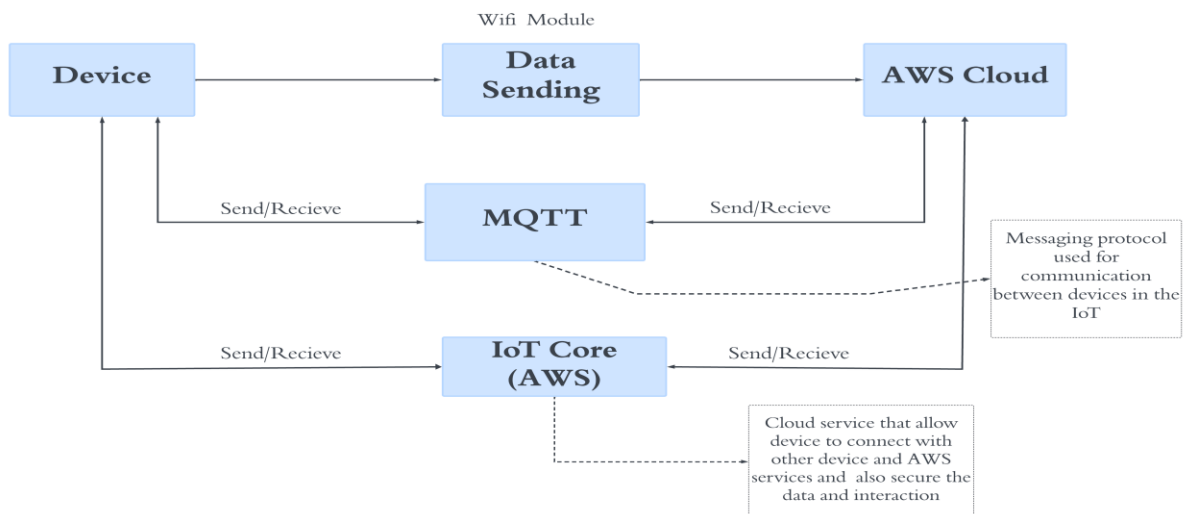 Wifi Module
Device
Data
Sending
AWS Cloud
Send/Recieve
MQTT
Send/Recieve
Messaging protocol
used for
communication
between devices in the
IoT
Send/Recieve
IoT Core
(AWS)
Send/Recieve
Cloud service that allow
device to connect with
other device and AWS
services and also secure the
data and interaction